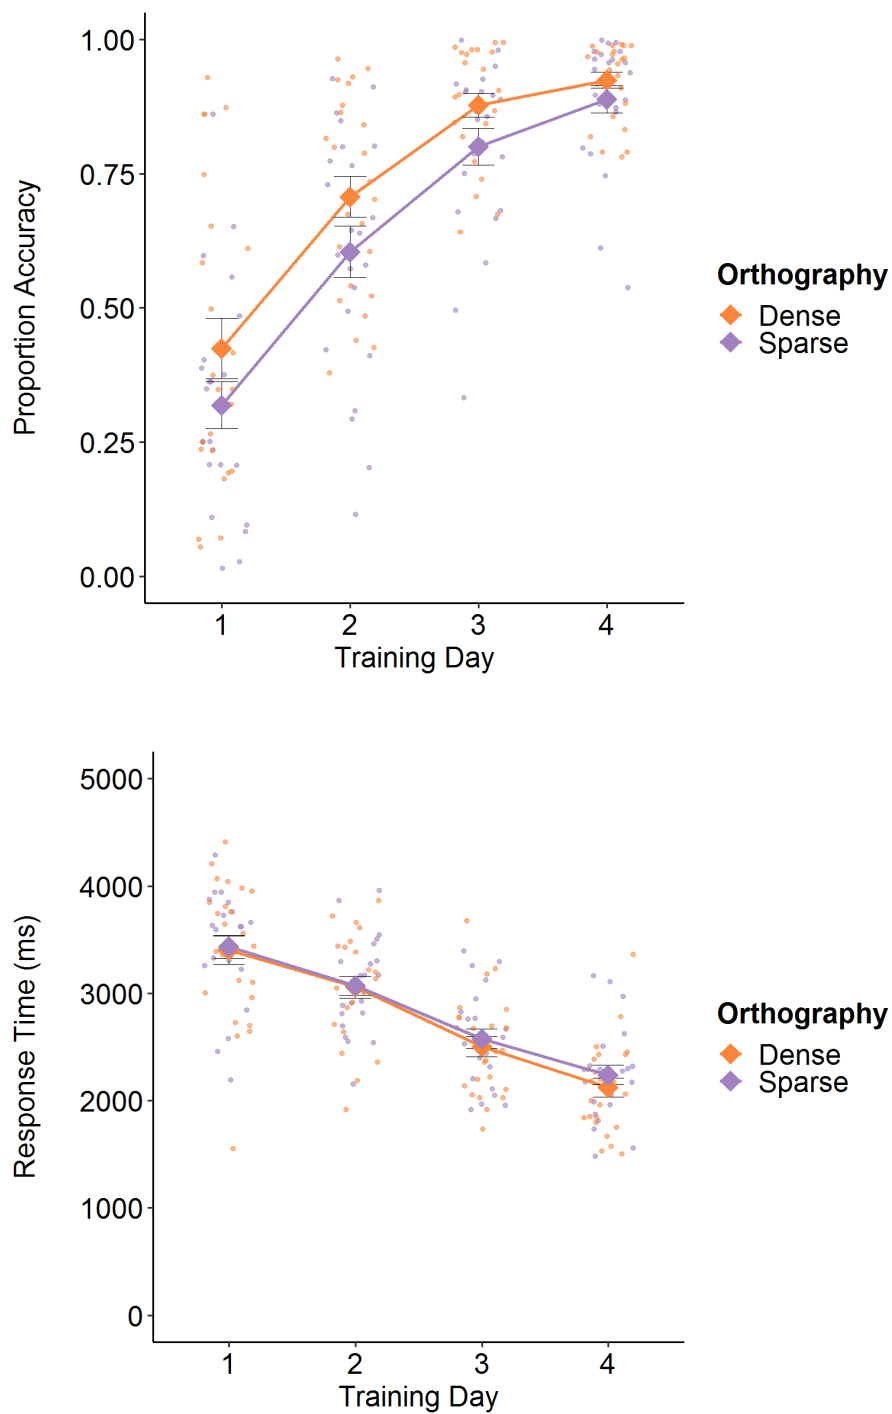 1.00
0.75
0.50
0.25
0.00
Proportion Accuracy
1 2 3 4
Training Day
Orthography
Dense
Sparse
5000
4000
3000
2000
1000
0
Response Time (ms)
1 2 3 4
Training Day
Orthography
Dense
Sparse